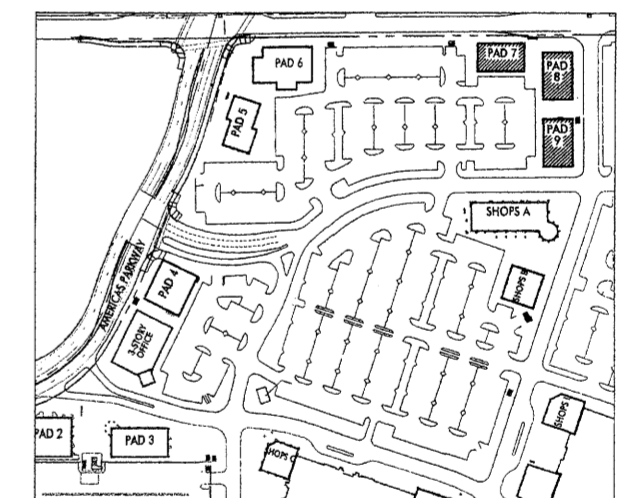 PAD 6
PAD 7
PAD
8
PAD 5
PAD
9
SHOPS A
AMERICAS PARKWAY
PAD 4
SHOPS B
3-STORY
OFFICE
PAD 2
PAD 3
SHOPS C
SHOPS